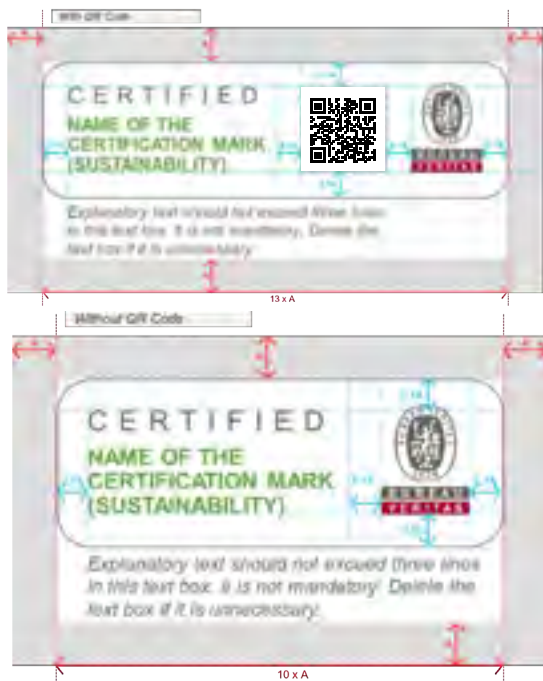 With QR Code
CERTIFIED
NAME OF THE
CERTIFICATION MARK
(SUSTAINABILITY)
BUREAU
VERITAS
Explanatory text should not exceed three lines
in this text box. It is not mandatory. Delete the
text box if it is unnecessary.
13 x A
Without QR Code
CERTIFIED
NAME OF THE
CERTIFICATION MARK
(SUSTAINABILITY)
BUREAU
VERITAS
Explanatory text should not exceed three lines
in this text box. It is not mandatory. Delete the
text box if it is unnecessary.
10 x A